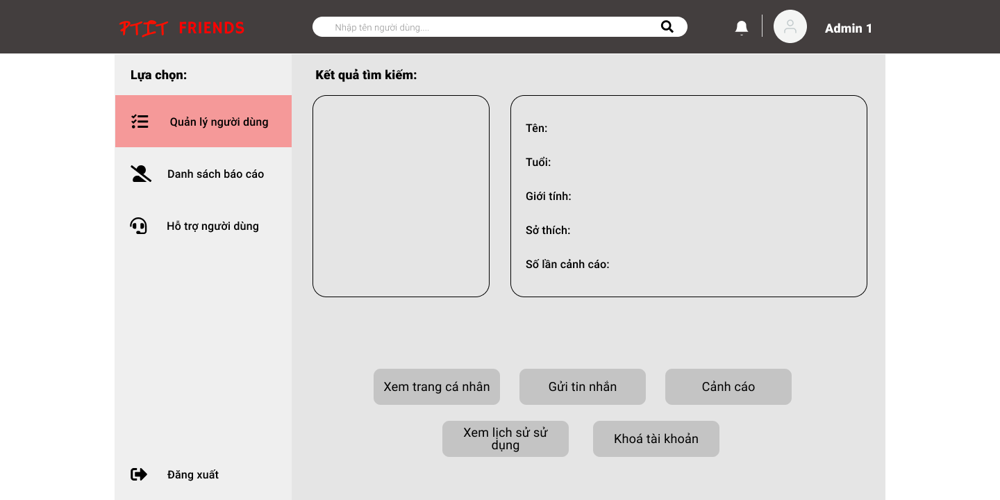 PTIT FRIENDS
Nhập tên người dùng....
Admin 1
Lựa chọn:
Quản lý người dùng
Danh sách báo cáo
Hỗ trợ người dùng
Đăng xuất
Kết quả tìm kiếm:
Tên:
Tuổi:
Giới tính:
Sở thích:
Số lần cảnh cáo:
Xem trang cá nhân
Gửi tin nhắn
Cảnh cáo
Xem lịch sử sử
dụng
Khoá tài khoản